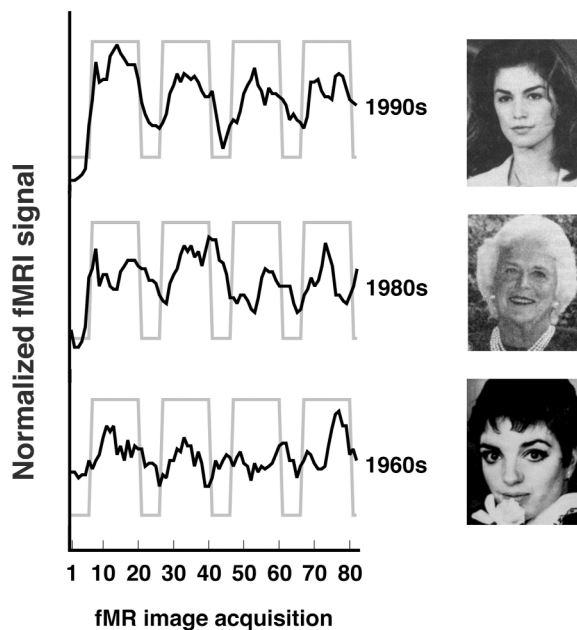 Normalized fMRI signal
1990s
1980s
1960s
1 10 20 30 40 50 60 70 80
fMR image acquisition